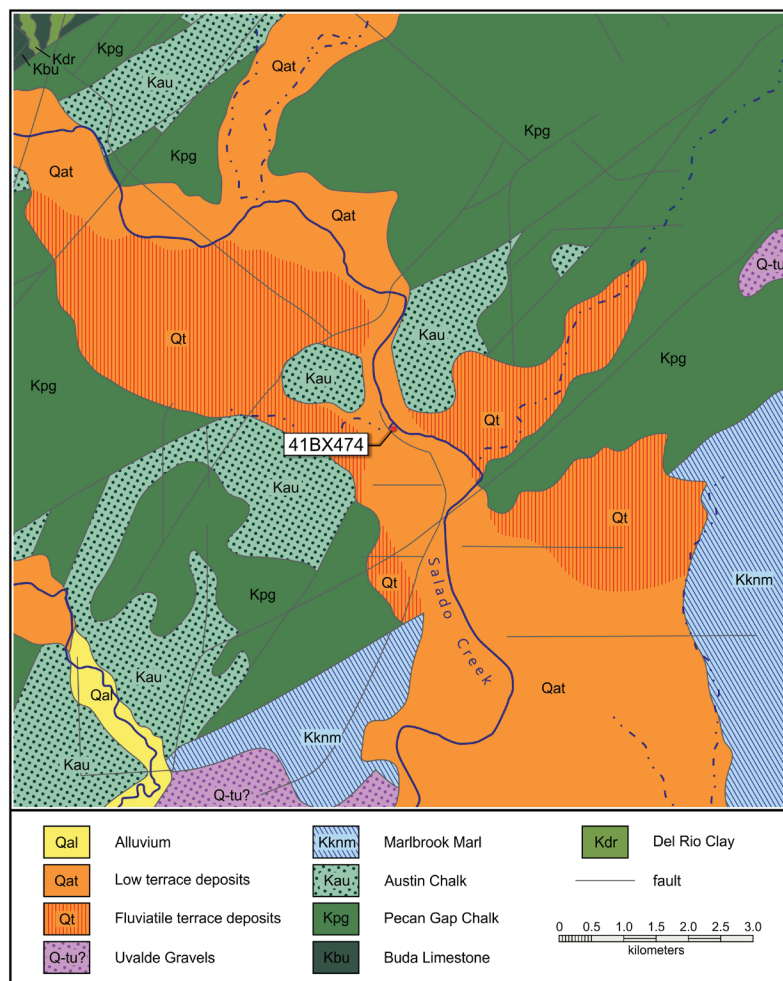 Kpg
Kdr
Kbu
Kau
Qat
Kpg
Kpg
Qat
Qat
Q-tu
Qt
Kau
Kpg
Kpg
Kau
Qt
41BX474
Kau
Qt
Kknm
Qt
Kpg
Salado Creek
Kau
Qal
Qat
Kknm
Kau
Q-tu?
Qal Alluvium
Qat Low terrace deposits
Qt Fluviatile terrace deposits
Q-tu? Uvalde Gravels
Kknm Marlbrook Marl
Kau Austin Chalk
Kpg Pecan Gap Chalk
Kbu Buda Limestone
Kdr Del Rio Clay
fault
0 0.5 1.0 1.5 2.0 2.5 3.0
kilometers